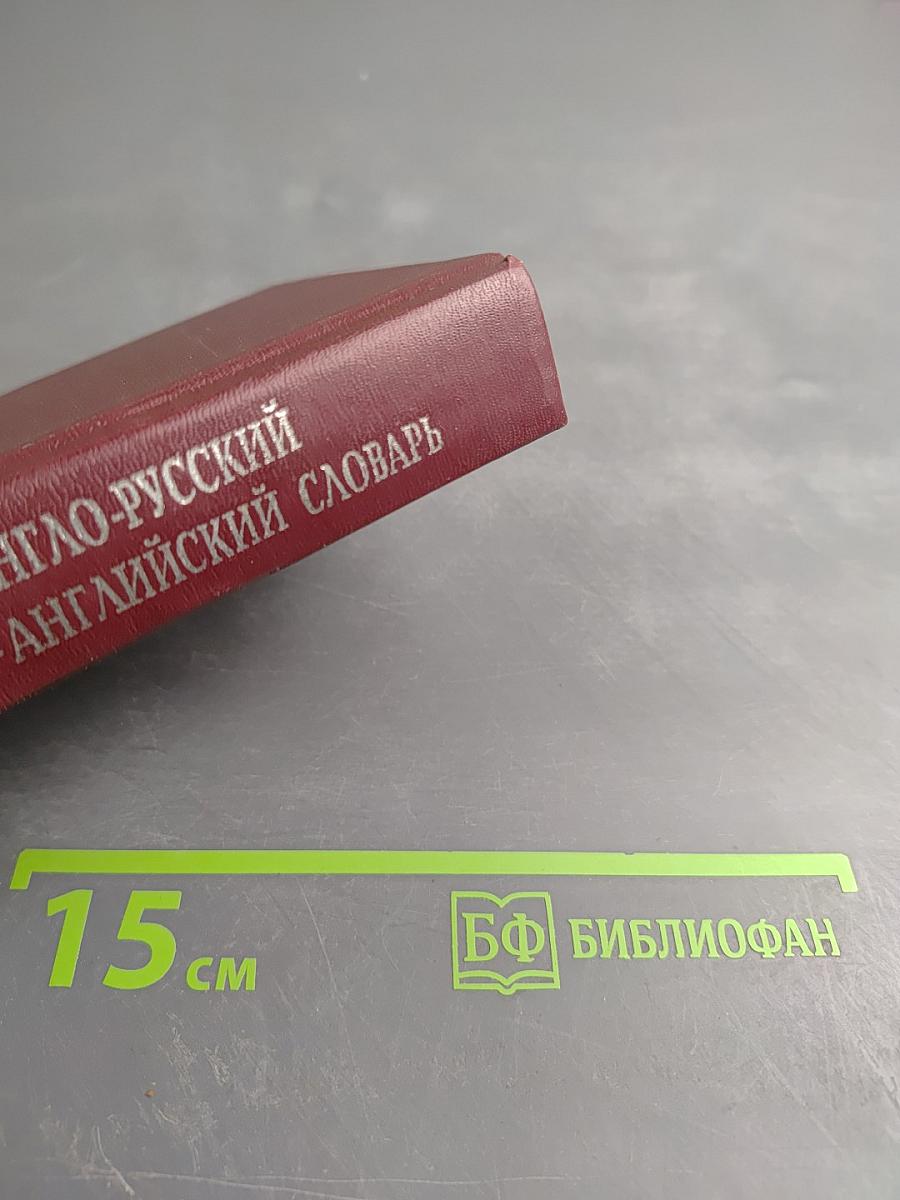 НГЛО-РУССКИЙ
-АНГЛИЙСКИЙ СЛОВАРЬ
15 см
БФ БИБЛИОФАН